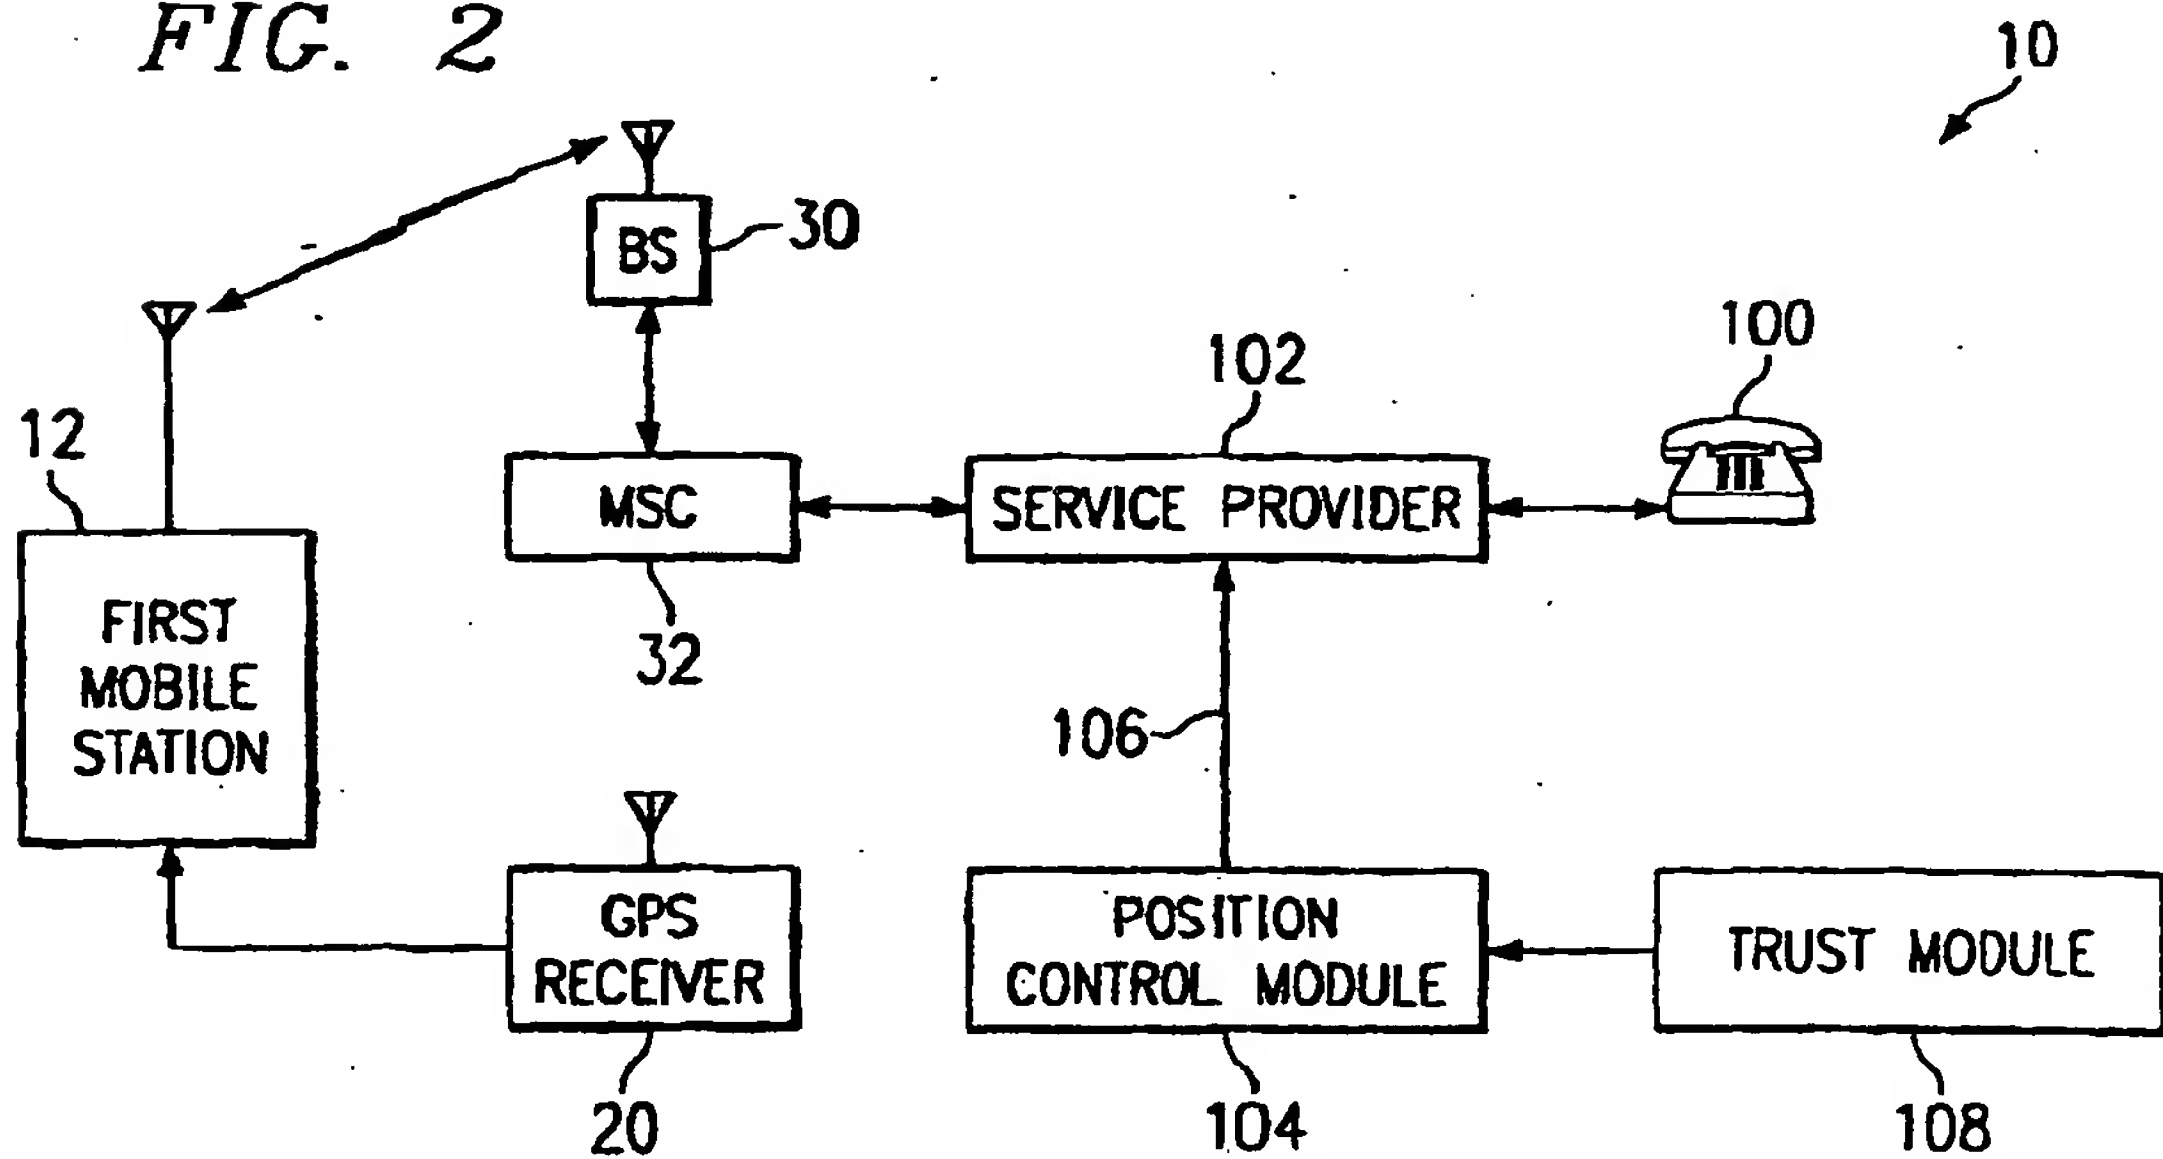 FIG. 2
10
BS
30
100
102
12
MSC
SERVICE PROVIDER
FIRST
MOBILE
STATION
32
106
GPS
RECEIVER
POSITION
CONTROL MODULE
TRUST MODULE
20
104
108